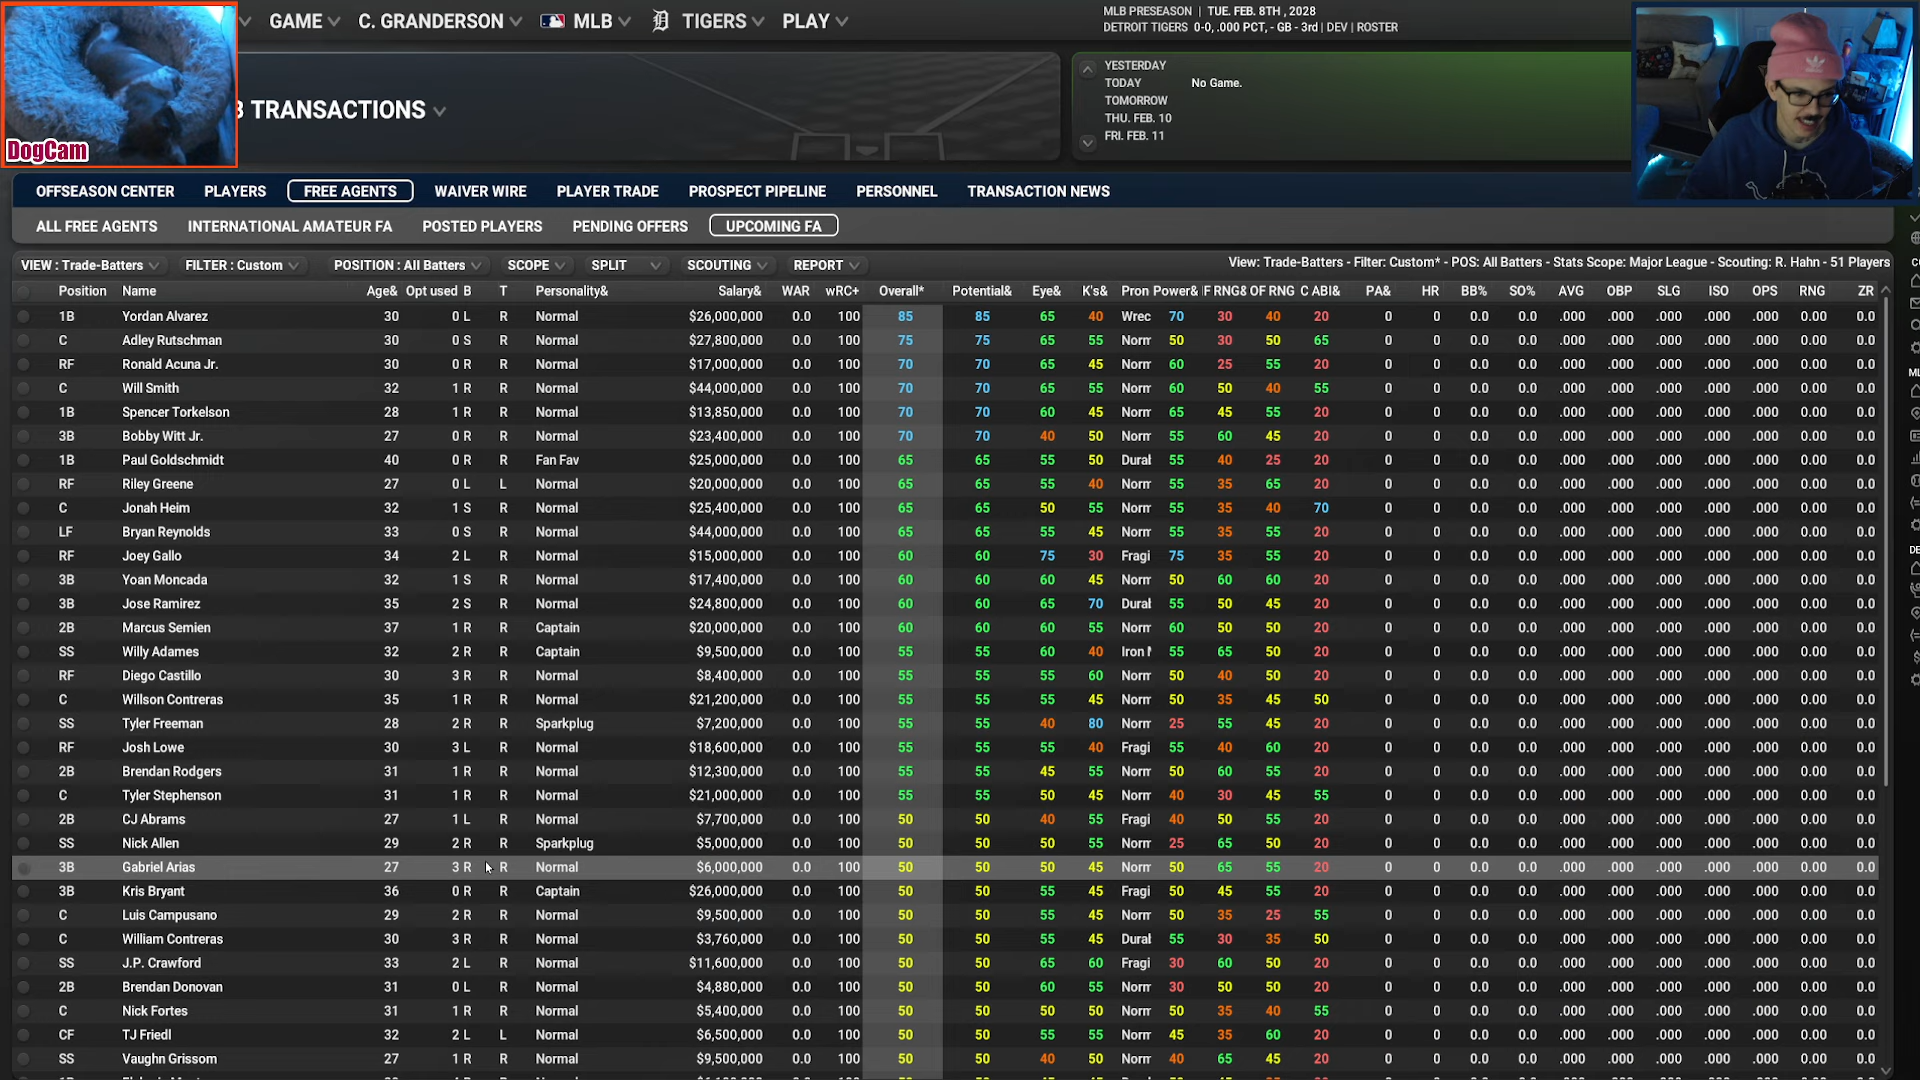 GAME C. GRANDERSON MLB TIGERS PLAY
MLB PRESEASON | TUE. FEB. 8TH , 2028
DETROIT TIGERS 0-0, .000 PCT, - GB - 3rd | DEV | ROSTER
DogCam
B TRANSACTIONS
YESTERDAY
TODAY No Game.
TOMORROW
THU. FEB. 10
FRI. FEB. 11
OFFSEASON CENTER PLAYERS FREE AGENTS WAIVER WIRE PLAYER TRADE PROSPECT PIPELINE PERSONNEL TRANSACTION NEWS
ALL FREE AGENTS INTERNATIONAL AMATEUR FA POSTED PLAYERS PENDING OFFERS UPCOMING FA
VIEW : Trade-Batters FILTER : Custom POSITION : All Batters SCOPE SPLIT SCOUTING REPORT View: Trade-Batters - Filter: Custom* - POS: All Batters - Stats Scope: Major League - Scouting: R. Hahn - 51 Players
Position Name Age& Opt used B T Personality& Salary& WAR wRC+ Overall* Potential& Eye& K's& Pron Power& IF RNG& OF RNG C ABI& PA& HR BB% SO% AVG OBP SLG ISO OPS RNG ZR
1B Yordan Alvarez 30 0 L R Normal $26,000,000 0.0 100 85 85 65 40 Wrec 70 30 40 20 0 0 0.0 0.0 .000 .000 .000 .000 .000 0.00 0.0
C Adley Rutschman 30 0 S R Normal $27,800,000 0.0 100 75 75 65 55 Norm 50 30 50 65 0 0 0.0 0.0 .000 .000 .000 .000 .000 0.00 0.0
RF Ronald Acuna Jr. 30 0 R R Normal $17,000,000 0.0 100 70 70 65 45 Norm 60 25 55 20 0 0 0.0 0.0 .000 .000 .000 .000 .000 0.00 0.0
C Will Smith 32 1 R R Normal $44,000,000 0.0 100 70 70 65 55 Norm 60 50 40 55 0 0 0.0 0.0 .000 .000 .000 .000 .000 0.00 0.0
1B Spencer Torkelson 28 1 R R Normal $13,850,000 0.0 100 70 70 60 45 Norm 65 45 55 20 0 0 0.0 0.0 .000 .000 .000 .000 .000 0.00 0.0
3B Bobby Witt Jr. 27 0 R R Normal $23,400,000 0.0 100 70 70 40 50 Norm 55 60 45 20 0 0 0.0 0.0 .000 .000 .000 .000 .000 0.00 0.0
1B Paul Goldschmidt 40 0 R R Fan Fav $25,000,000 0.0 100 65 65 55 50 Dural 55 40 25 20 0 0 0.0 0.0 .000 .000 .000 .000 .000 0.00 0.0
RF Riley Greene 27 0 L L Normal $20,000,000 0.0 100 65 65 55 40 Norm 55 35 65 20 0 0 0.0 0.0 .000 .000 .000 .000 .000 0.00 0.0
C Jonah Heim 32 1 S R Normal $25,400,000 0.0 100 65 65 50 55 Norm 55 35 40 70 0 0 0.0 0.0 .000 .000 .000 .000 .000 0.00 0.0
LF Bryan Reynolds 33 0 S R Normal $44,000,000 0.0 100 65 65 55 45 Norm 55 35 55 20 0 0 0.0 0.0 .000 .000 .000 .000 .000 0.00 0.0
RF Joey Gallo 34 2 L R Normal $15,000,000 0.0 100 60 60 75 30 Fragi 75 35 55 20 0 0 0.0 0.0 .000 .000 .000 .000 .000 0.00 0.0
3B Yoan Moncada 32 1 S R Normal $17,400,000 0.0 100 60 60 60 45 Norm 50 60 60 20 0 0 0.0 0.0 .000 .000 .000 .000 .000 0.00 0.0
3B Jose Ramirez 35 2 S R Normal $24,800,000 0.0 100 60 60 65 70 Dural 55 50 45 20 0 0 0.0 0.0 .000 .000 .000 .000 .000 0.00 0.0
2B Marcus Semien 37 1 R R Captain $20,000,000 0.0 100 60 60 60 55 Norm 60 50 50 20 0 0 0.0 0.0 .000 .000 .000 .000 .000 0.00 0.0
SS Willy Adames 32 2 R R Captain $9,500,000 0.0 100 55 55 60 40 Iron M 55 65 50 20 0 0 0.0 0.0 .000 .000 .000 .000 .000 0.00 0.0
RF Diego Castillo 30 3 R R Normal $8,400,000 0.0 100 55 55 55 60 Norm 50 40 50 20 0 0 0.0 0.0 .000 .000 .000 .000 .000 0.00 0.0
C Willson Contreras 35 1 R R Normal $21,200,000 0.0 100 55 55 55 45 Norm 50 35 45 50 0 0 0.0 0.0 .000 .000 .000 .000 .000 0.00 0.0
SS Tyler Freeman 28 2 R R Sparkplug $7,200,000 0.0 100 55 55 40 80 Norm 25 55 45 20 0 0 0.0 0.0 .000 .000 .000 .000 .000 0.00 0.0
RF Josh Lowe 30 3 L R Normal $18,600,000 0.0 100 55 55 55 40 Fragi 55 40 60 20 0 0 0.0 0.0 .000 .000 .000 .000 .000 0.00 0.0
2B Brendan Rodgers 31 1 R R Normal $12,300,000 0.0 100 55 55 45 55 Norm 50 60 55 20 0 0 0.0 0.0 .000 .000 .000 .000 .000 0.00 0.0
C Tyler Stephenson 31 1 R R Normal $21,000,000 0.0 100 55 55 50 55 Norm 40 30 45 55 0 0 0.0 0.0 .000 .000 .000 .000 .000 0.00 0.0
2B CJ Abrams 27 1 L R Normal $7,700,000 0.0 100 50 50 40 55 Fragi 40 50 55 20 0 0 0.0 0.0 .000 .000 .000 .000 .000 0.00 0.0
SS Nick Allen 29 2 R R Sparkplug $5,000,000 0.0 100 50 50 50 55 Norm 25 65 50 20 0 0 0.0 0.0 .000 .000 .000 .000 .000 0.00 0.0
3B Gabriel Arias 27 3 R R Normal $6,000,000 0.0 100 50 50 50 45 Norm 50 65 55 20 0 0 0.0 0.0 .000 .000 .000 .000 .000 0.00 0.0
3B Kris Bryant 36 0 R R Captain $26,000,000 0.0 100 50 50 55 45 Fragi 50 45 55 20 0 0 0.0 0.0 .000 .000 .000 .000 .000 0.00 0.0
C Luis Campusano 29 2 R R Normal $9,500,000 0.0 100 50 50 55 45 Norm 50 35 25 55 0 0 0.0 0.0 .000 .000 .000 .000 .000 0.00 0.0
C William Contreras 30 3 R R Normal $3,760,000 0.0 100 50 50 55 45 Dural 55 30 35 50 0 0 0.0 0.0 .000 .000 .000 .000 .000 0.00 0.0
SS J.P. Crawford 33 2 L R Normal $11,600,000 0.0 100 50 50 65 60 Fragi 30 60 50 20 0 0 0.0 0.0 .000 .000 .000 .000 .000 0.00 0.0
2B Brendan Donovan 31 0 L R Normal $4,880,000 0.0 100 50 50 60 55 Norm 30 50 50 20 0 0 0.0 0.0 .000 .000 .000 .000 .000 0.00 0.0
C Nick Fortes 31 1 R R Normal $5,400,000 0.0 100 50 50 50 50 Norm 50 35 40 55 0 0 0.0 0.0 .000 .000 .000 .000 .000 0.00 0.0
CF TJ Friedl 32 2 L L Normal $6,500,000 0.0 100 50 50 55 55 Norm 45 35 60 20 0 0 0.0 0.0 .000 .000 .000 .000 .000 0.00 0.0
SS Vaughn Grissom 27 1 R R Normal $9,500,000 0.0 100 50 50 40 50 Norm 40 65 45 20 0 0 0.0 0.0 .000 .000 .000 .000 .000 0.00 0.0